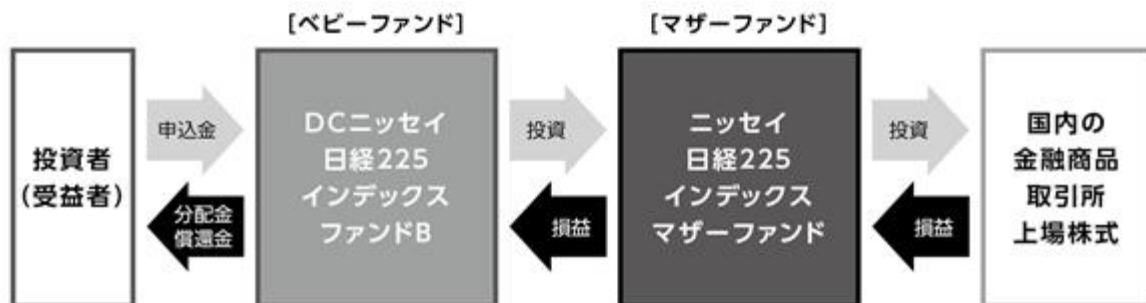 [ベビーファンド]
[マザーファンド]
投資者
(受益者)
申込金
分配金
償還金
DCニッセイ
日経225
インデックス
ファンドB
投資
損益
ニッセイ
日経225
インデックス
マザーファンド
投資
損益
国内の
金融商品
取引所
上場株式